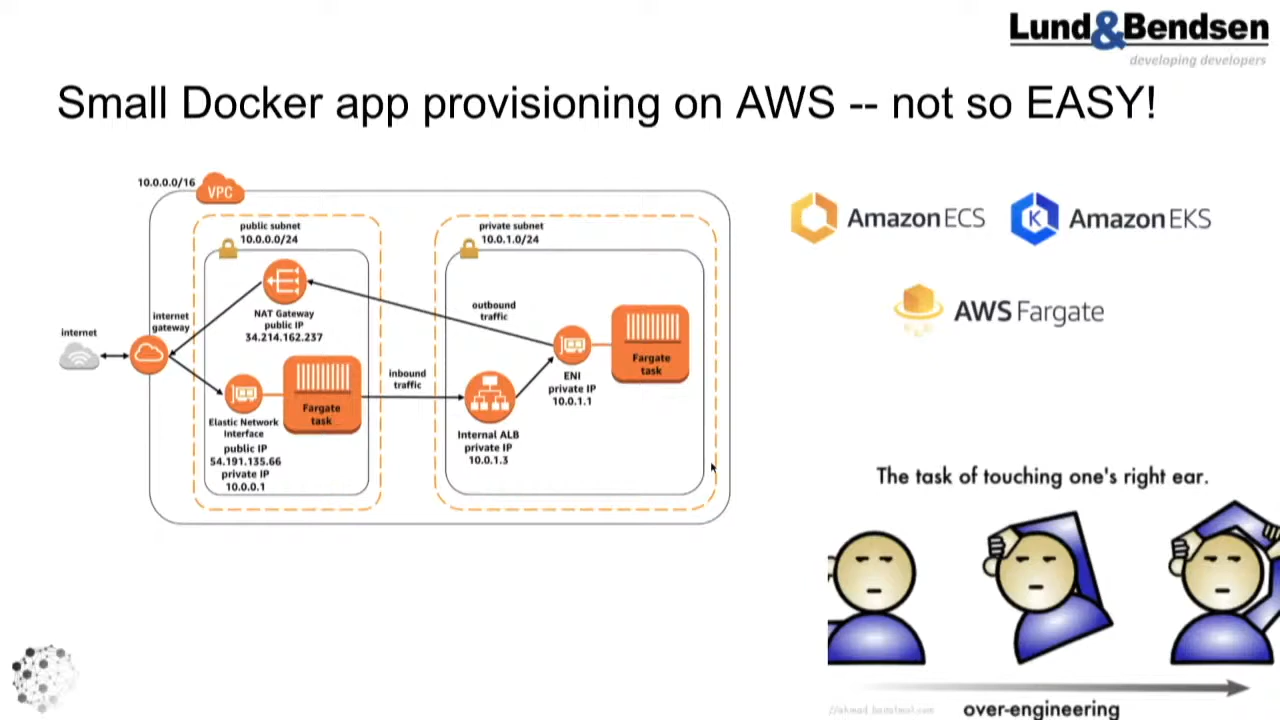 Lund&Bendsen
developing developers
Small Docker app provisioning on AWS -- not so EASY!
10.0.0.0/16
VPC
public subnet
10.0.0.0/24
private subnet
10.0.1.0/24
internet
internet
gateway
NAT Gateway
public IP
34.214.162.237
outbound
traffic
Fargate
task
ENI
private IP
10.0.1.1
inbound
traffic
Fargate
task
Elastic Network
Interface
public IP
54.191.135.66
private IP
10.0.0.1
Internal ALB
private IP
10.0.1.3
Amazon ECS
K
Amazon EKS
AWS Fargate
The task of touching one's right ear.
over-engineering